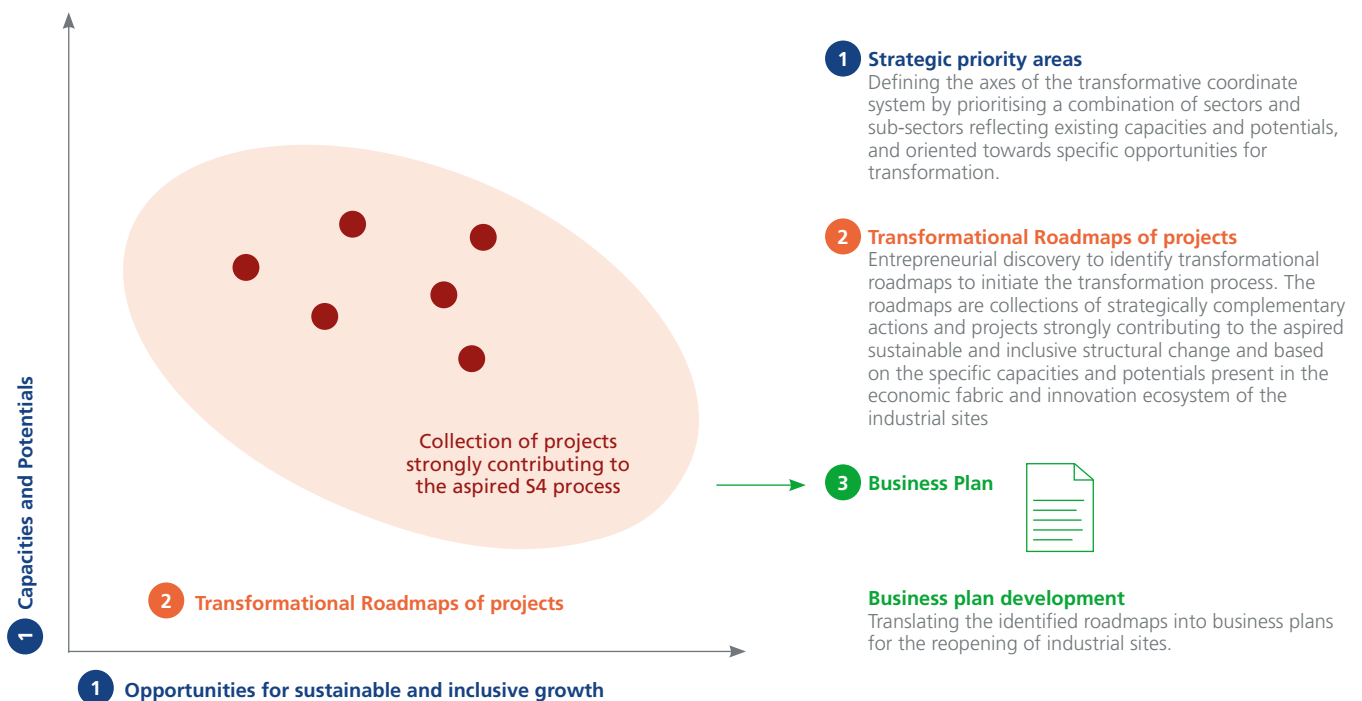 1 Capacities and Potentials
Collection of projects
strongly contributing to
the aspired S4 process
2 Transformational Roadmaps of projects
1 Opportunities for sustainable and inclusive growth
1 Strategic priority areas
Defining the axes of the transformative coordinate
system by prioritising a combination of sectors and
sub-sectors reflecting existing capacities and potentials,
and oriented towards specific opportunities for
transformation.
2 Transformational Roadmaps of projects
Entrepreneurial discovery to identify transformational
roadmaps to initiate the transformation process. The
roadmaps are collections of strategically complementary
actions and projects strongly contributing to the aspired
sustainable and inclusive structural change and based
on the specific capacities and potentials present in the
economic fabric and innovation ecosystem of the
industrial sites
3 Business Plan
Business plan development
Translating the identified roadmaps into business plans
for the reopening of industrial sites.